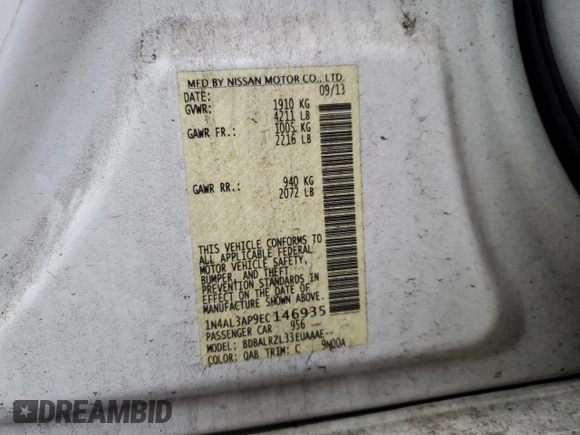 MFD BY NISSAN MOTOR CO., LTD.
DATE: 09/13
GVWR: 1910 KG
4211 LB
GAWR FR.: 1005 KG
2216 LB
GAWR RR.: 940 KG
2072 LB
THIS VEHICLE CONFORMS TO
ALL APPLICABLE FEDERAL
MOTOR VEHICLE SAFETY,
BUMPER, AND THEFT
PREVENTION STANDARDS IN
EFFECT ON THE DATE OF
MANUFACTURE SHOWN ABOVE.
1N4AL3AP9EC146935
PASSENGER CAR 956
MODEL: BDBALRZL33EUAAAE--
COLOR: QAB TRIM: C 9N00A
DREAMBID